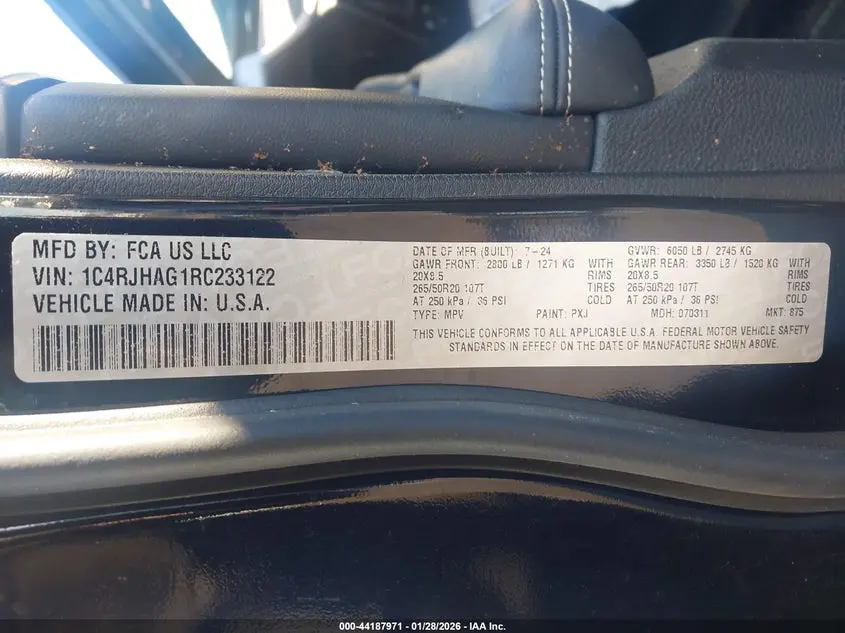 MFD BY: FCA US LLC
VIN: 1C4RJHAG1RC233122
VEHICLE MADE IN: U.S.A.
DATE OF MFR (BUILT): 7-24 GVWR: 6050 LB / 2745 KG
GAWR FRONT: 2800 LB / 1271 KG WITH GAWR REAR: 3350 LB / 1520 KG WITH
20X8.5 RIMS 20X8.5 RIMS
265/50R20 107T TIRES 265/50R20 107T TIRES
AT 250 kPa / 36 PSI COLD AT 250 kPa / 36 PSI COLD
TYPE: MPV PAINT: PXJ MDH: 070311 MKT: 875
THIS VEHICLE CONFORMS TO ALL APPLICABLE U.S.A. FEDERAL MOTOR VEHICLE SAFETY
STANDARDS IN EFFECT ON THE DATE OF MANUFACTURE SHOWN ABOVE.
000-44187971 - 01/28/2026 - IAA Inc.